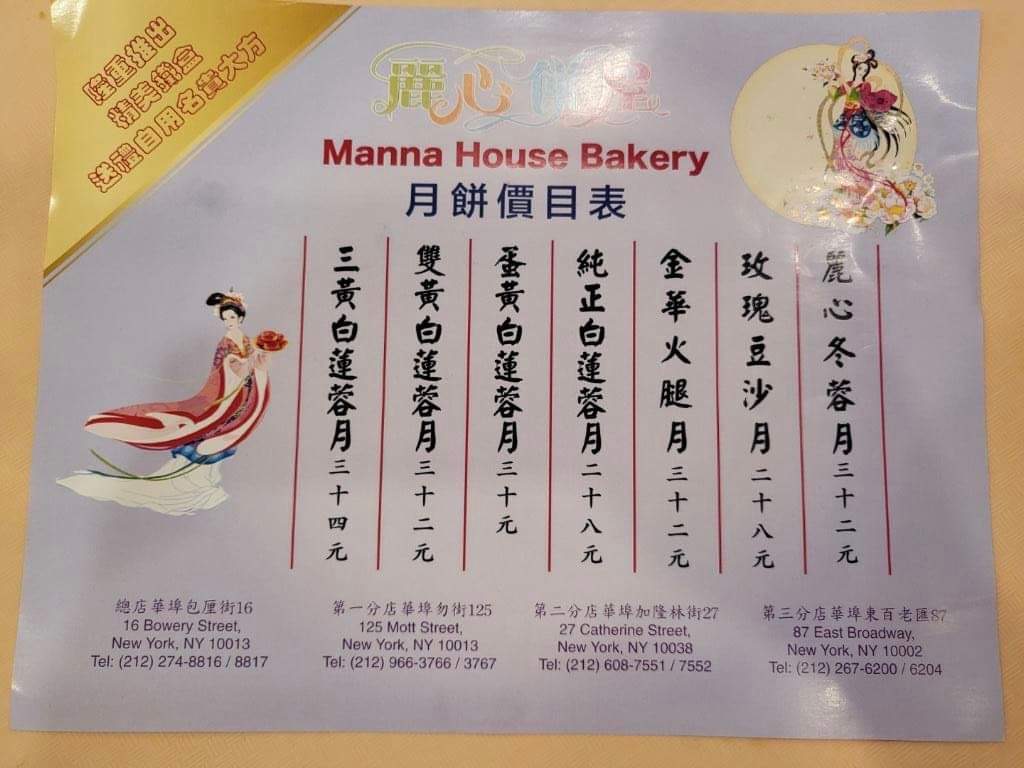 隆重推出
精美鐵盒
送禮自用名貴大方
麗心餅屋
Manna House Bakery
月餅價目表
麗心冬蓉月三十二元
玫瑰豆沙月二十八元
金華火腿月三十二元
純正白蓮蓉月二十八元
蛋黃白蓮蓉月三十元
雙黃白蓮蓉月三十二元
三黃白蓮蓉月三十四元
總店華埠包厘街16
16 Bowery Street,
New York, NY 10013
Tel: (212) 274-8816 / 8817
第一分店華埠勿街125
125 Mott Street,
New York, NY 10013
Tel: (212) 966-3766 / 3767
第二分店華埠加隆林街27
27 Catherine Street,
New York, NY 10038
Tel: (212) 608-7551 / 7552
第三分店華埠東百老匯87
87 East Broadway,
New York, NY 10002
Tel: (212) 267-6200 / 6204